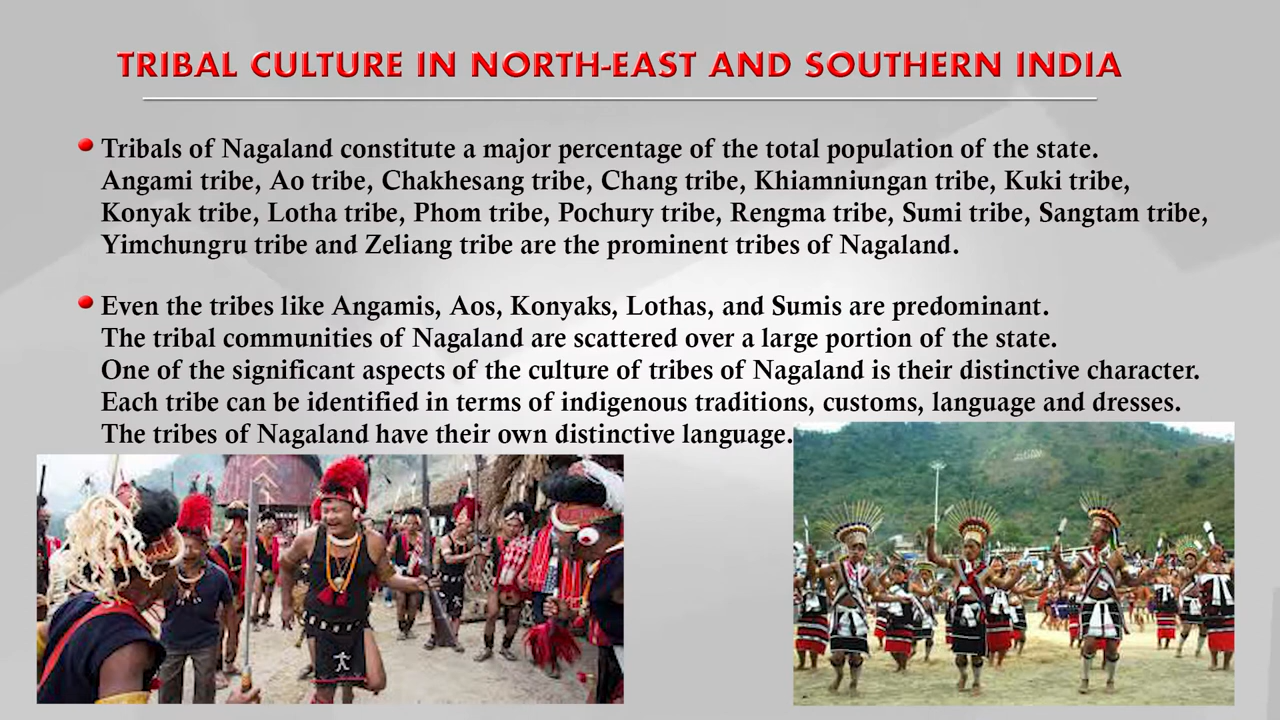 TRIBAL CULTURE IN NORTH-EAST AND SOUTHERN INDIA
Tribals of Nagaland constitute a major percentage of the total population of the state.
Angami tribe, Ao tribe, Chakhesang tribe, Chang tribe, Khiamniungan tribe, Kuki tribe,
Konyak tribe, Lotha tribe, Phom tribe, Pochury tribe, Rengma tribe, Sumi tribe, Sangtam tribe,
Yimchungru tribe and Zeliang tribe are the prominent tribes of Nagaland.
Even the tribes like Angamis, Aos, Konyaks, Lothas, and Sumis are predominant.
The tribal communities of Nagaland are scattered over a large portion of the state.
One of the significant aspects of the culture of tribes of Nagaland is their distinctive character.
Each tribe can be identified in terms of indigenous traditions, customs, language and dresses.
The tribes of Nagaland have their own distinctive language.